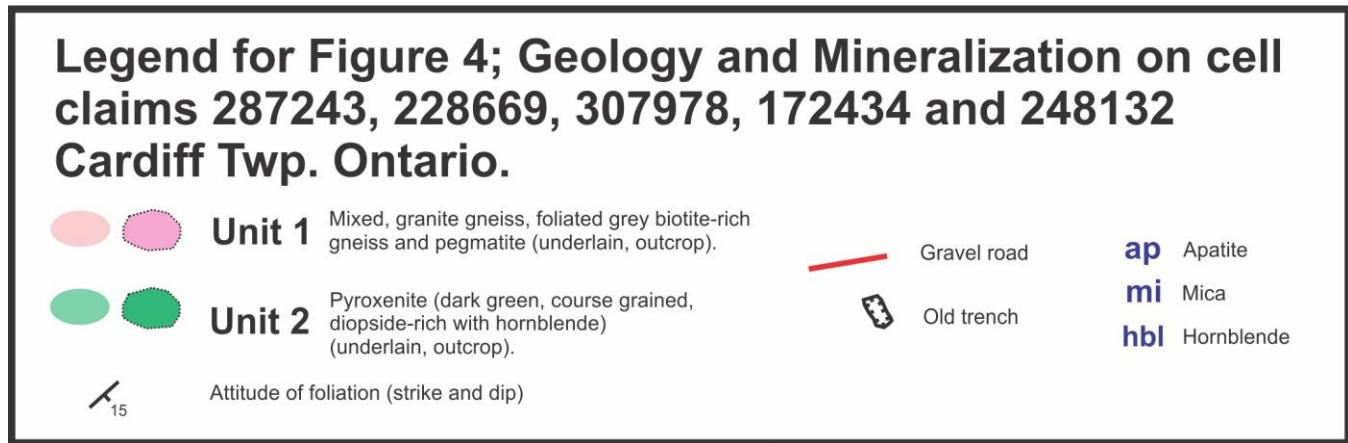 Legend for Figure 4; Geology and Mineralization on cell
claims 287243, 228669, 307978, 172434 and 248132
Cardiff Twp. Ontario.
Unit 1
Mixed, granite gneiss, foliated grey biotite-rich
gneiss and pegmatite (underlain, outcrop).
Unit 2
Pyroxenite (dark green, course grained,
diopside-rich with hornblende)
(underlain, outcrop).
15
Attitude of foliation (strike and dip)
Gravel road
Old trench
ap Apatite
mi Mica
hbl Hornblende